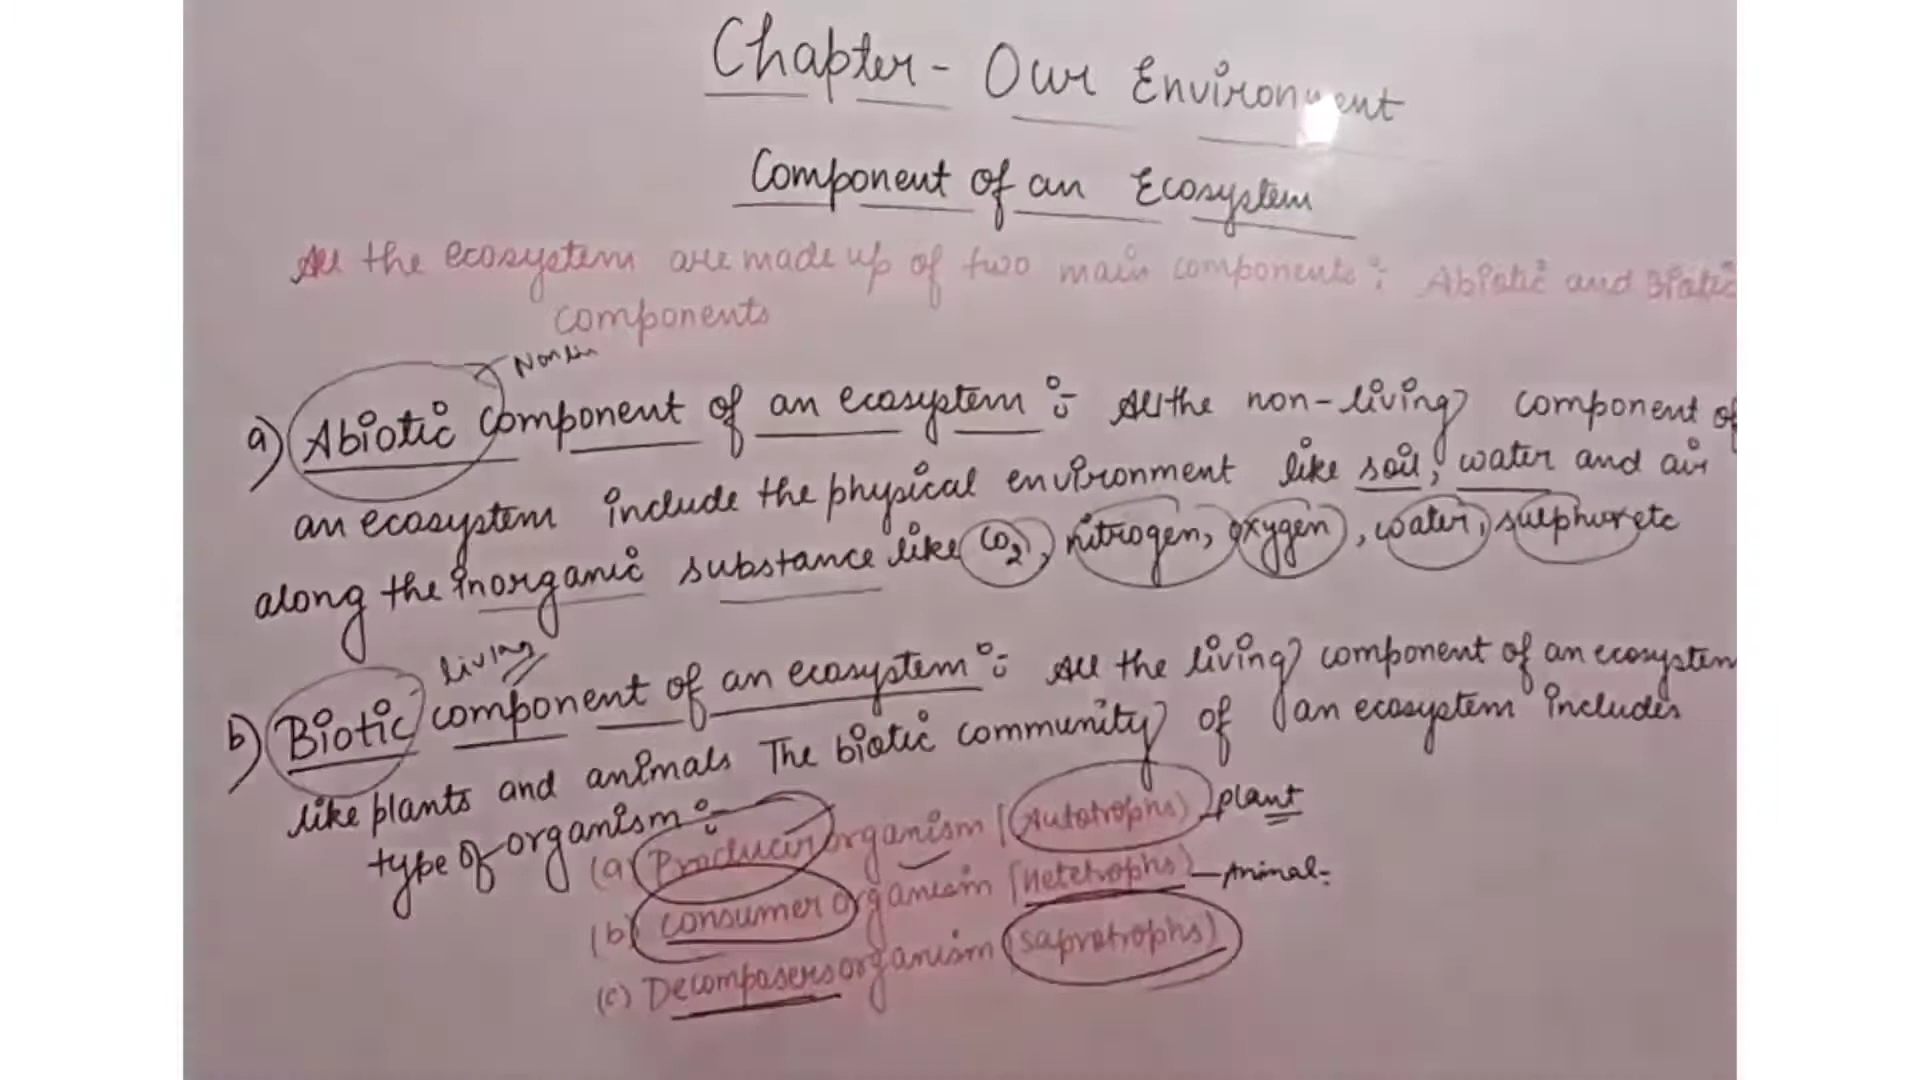 Chapter - Our Environment
Component of an Ecosystem
All the ecosystem are made up of two main components : Abiotic and Biotic
components
a) Abiotic component of an ecosystem :- All the non-living component of
an ecosystem include the physical environment like soil, water and air
along the inorganic substance like CO2, nitrogen, oxygen, water, sulphur etc
living
b) Biotic component of an ecosystem :- All the living component of an ecosystem
like plants and animals The biotic community of an ecosystem includes
type of organism :-
(a) Producer organism (Autotrophs) plant
(b) consumer organism (hetetrophs) - Animal-
(c) Decomposers organism (saprotrophs)